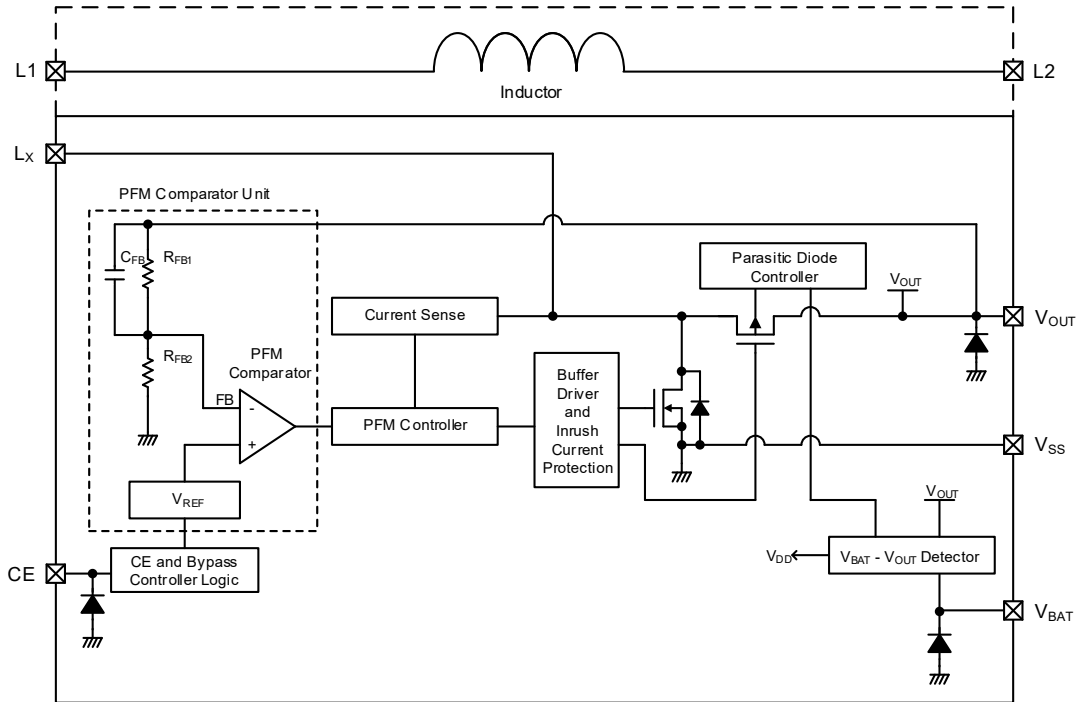 L1
L2
Inductor
LX
PFM Comparator Unit
CFB
RFB1
Parasitic Diode
Controller
VOUT
Current Sense
VOUT
RFB2
PFM
Comparator
FB
-
+
Buffer
Driver
and
Inrush
Current
Protection
PFM Controller
VSS
VREF
VOUT
CE
CE and Bypass
Controller Logic
VDD
VBAT - VOUT Detector
VBAT